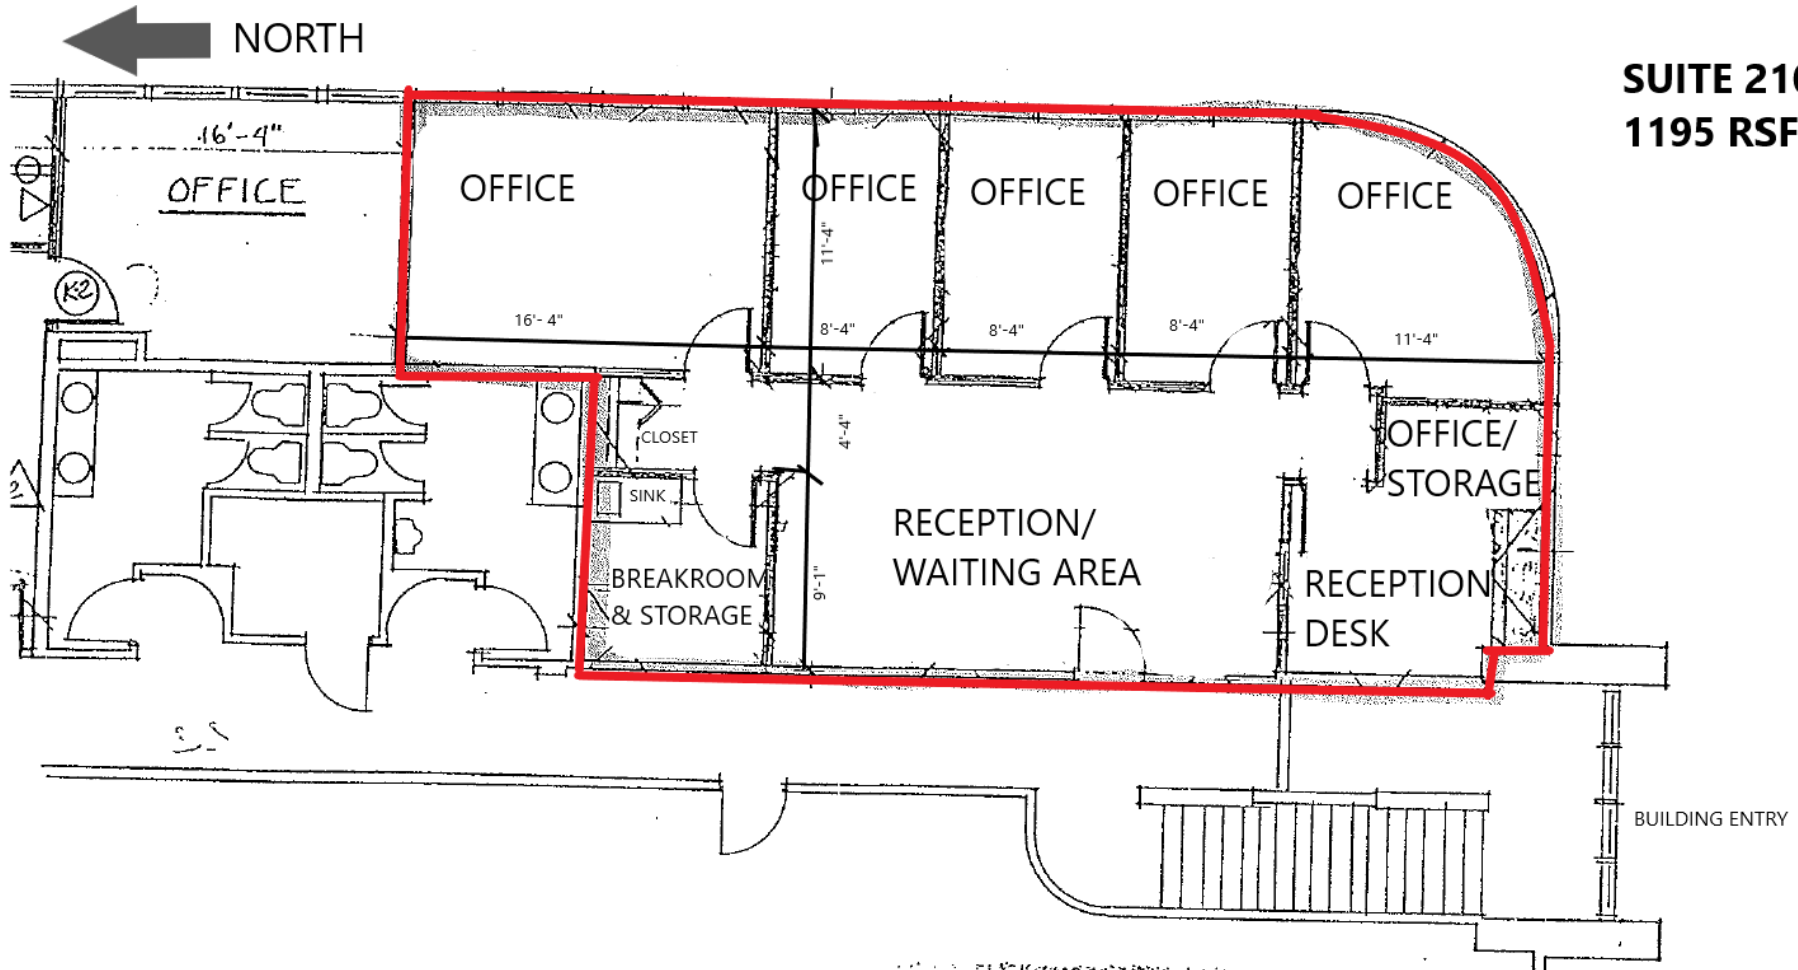 NORTH
SUITE 21
1195 RSF
16'-4"
OFFICE
OFFICE
OFFICE
OFFICE
OFFICE
OFFICE
11'-4"
K-2
16'- 4"
8'-4"
8'-4"
8'-4"
11'-4"
CLOSET
4'-4"
OFFICE/
STORAGE
SINK
RECEPTION/
WAITING AREA
BREAKROOM
& STORAGE
9'-1"
RECEPTION
DESK
BUILDING ENTRY